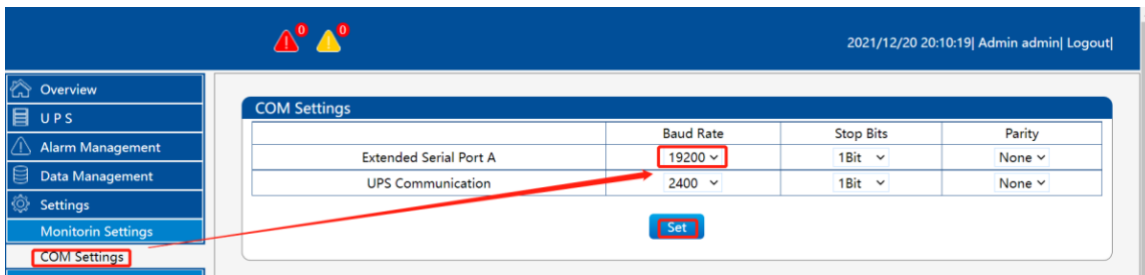 0 0
2021/12/20 20:10:19| Admin admin| Logout|
Overview
UPS
Alarm Management
Data Management
Settings
Monitorin Settings
COM Settings
COM Settings
Baud Rate Stop Bits Parity
Extended Serial Port A 19200 1Bit None
UPS Communication 2400 1Bit None
Set